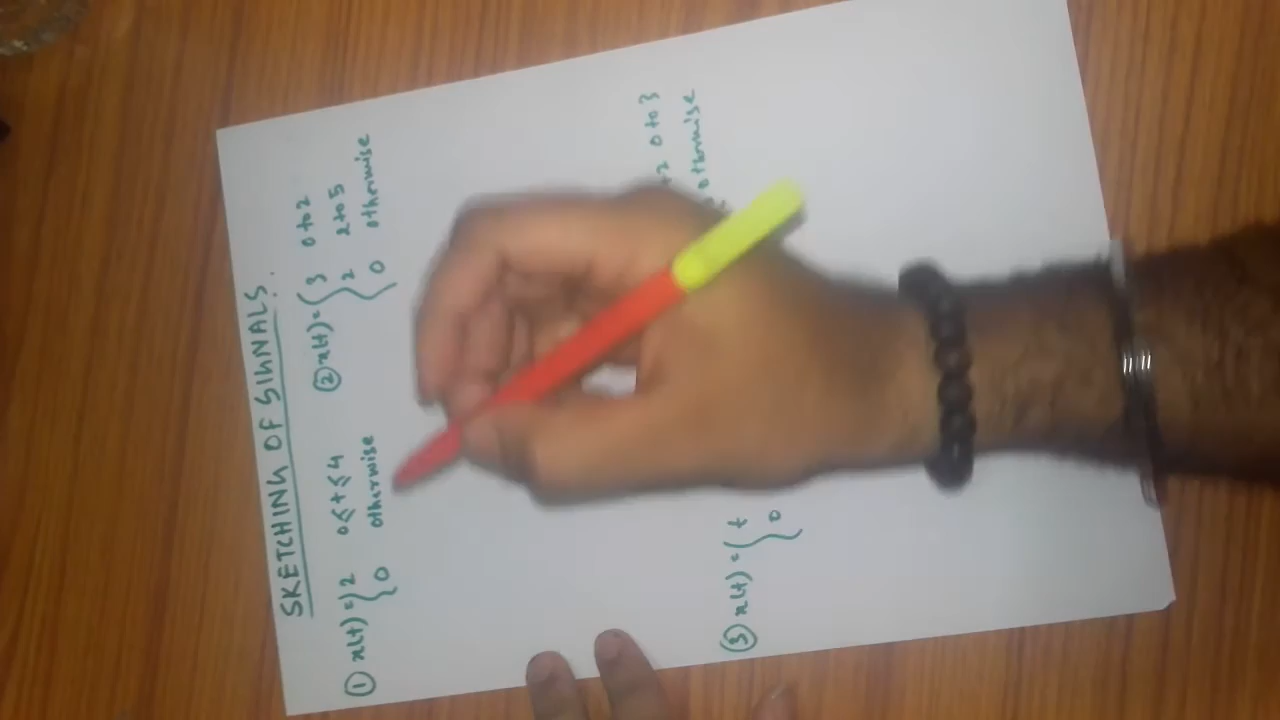 SKETCHING OF SIGNALS.
① x(t) = { 2 0≤t≤4
0 otherwise
② x(t) = { 3 0 to 2
2 2 to 5
0 otherwise
③ x(t) = { t
0
+2 0 to 3
otherwise